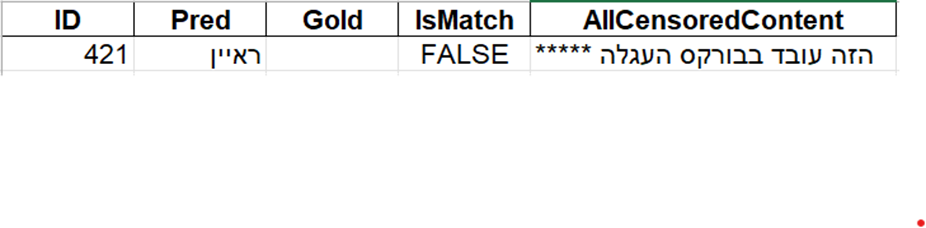 ID Pred Gold IsMatch AllCensoredContent
421 ראיין FALSE הזה עובד בבורקס העגלה *****